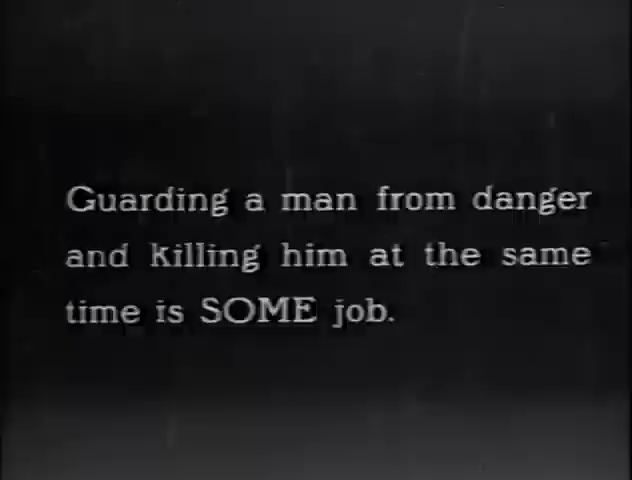 Guarding a man from danger
and killing him at the same
time is SOME job.